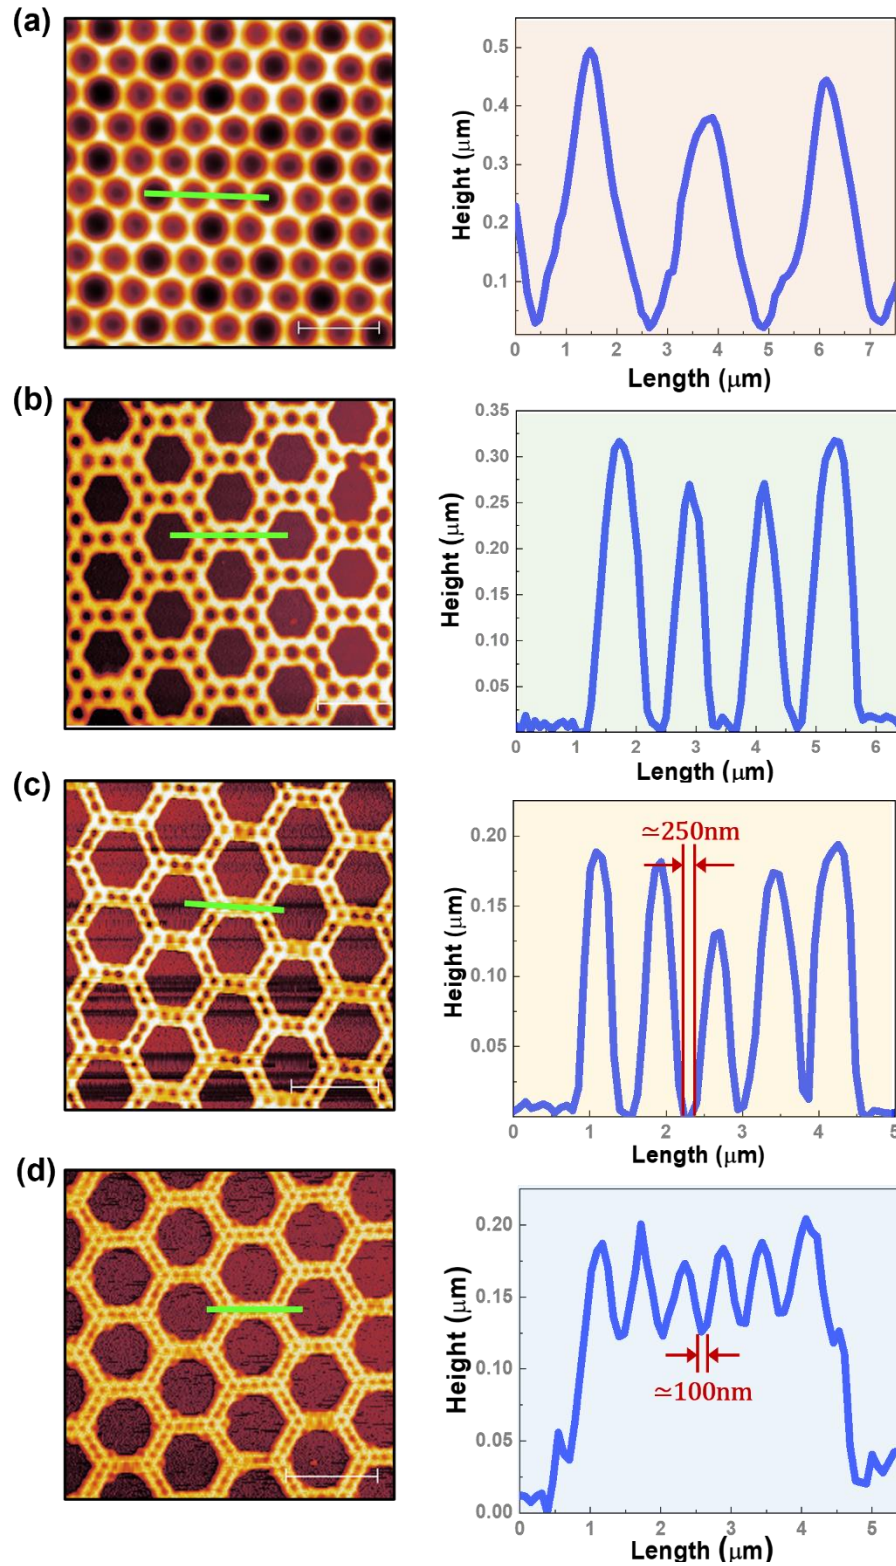 (a)
0.5
0.4
0.3
0.2
0.1
Height (μm)
0 1 2 3 4 5 6 7
Length (μm)
(b)
0.35
0.30
0.25
0.20
0.15
0.10
0.05
Height (μm)
0 1 2 3 4 5 6
Length (μm)
(c)
0.20
0.15
0.10
0.05
Height (μm)
≃250nm
0 1 2 3 4 5
Length (μm)
(d)
0.20
0.15
0.10
0.05
0.00
Height (μm)
≃100nm
0 1 2 3 4 5
Length (μm)